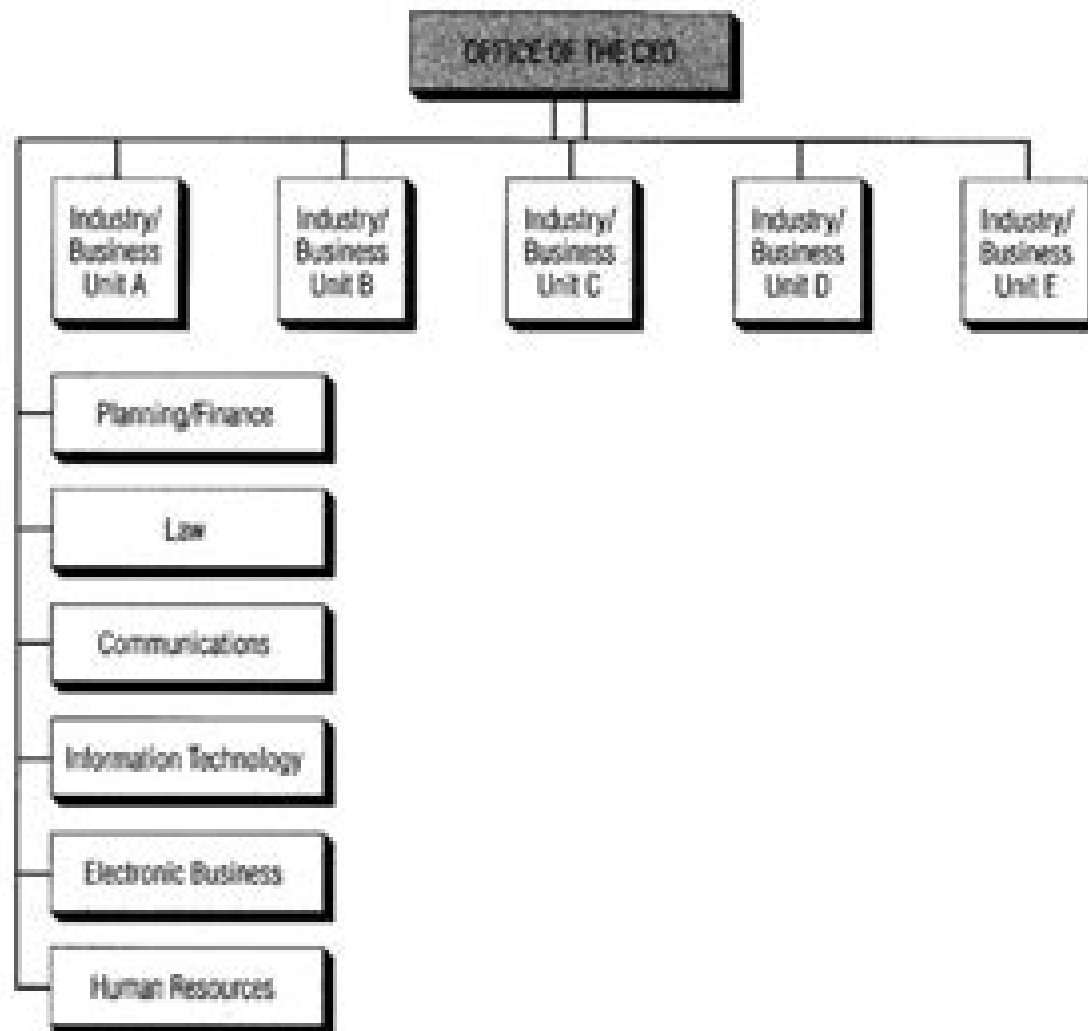 OFFICE OF THE CEO
Industry/
Business
Unit A
Industry/
Business
Unit B
Industry/
Business
Unit C
Industry/
Business
Unit D
Industry/
Business
Unit E
Planning/Finance
Law
Communications
Information Technology
Electronic Business
Human Resources